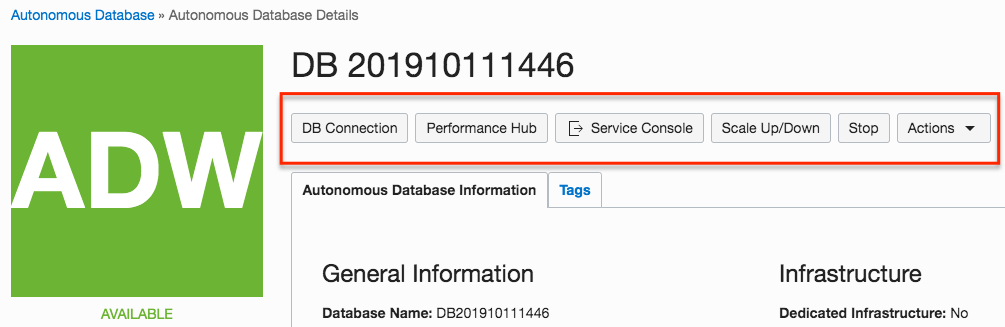 Autonomous Database » Autonomous Database Details
ADW
AVAILABLE
DB 201910111446
DB Connection Performance Hub Service Console Scale Up/Down Stop Actions
Autonomous Database Information Tags
General Information
Database Name: DB201910111446
Infrastructure
Dedicated Infrastructure: No